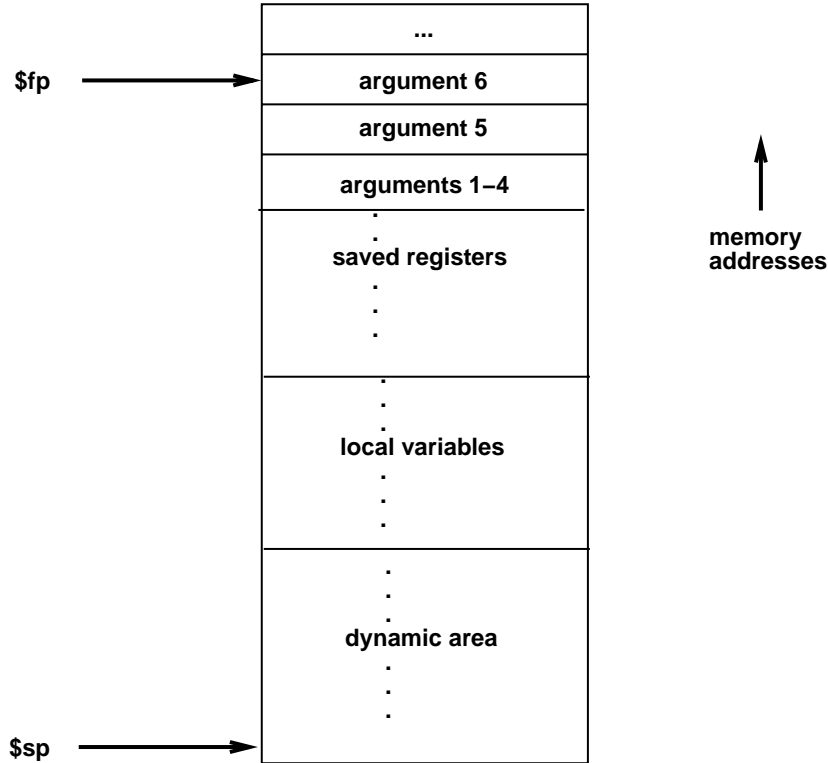 ...
$fp
argument 6
argument 5
arguments 1–4
saved registers
memory
addresses
local variables
dynamic area
$sp